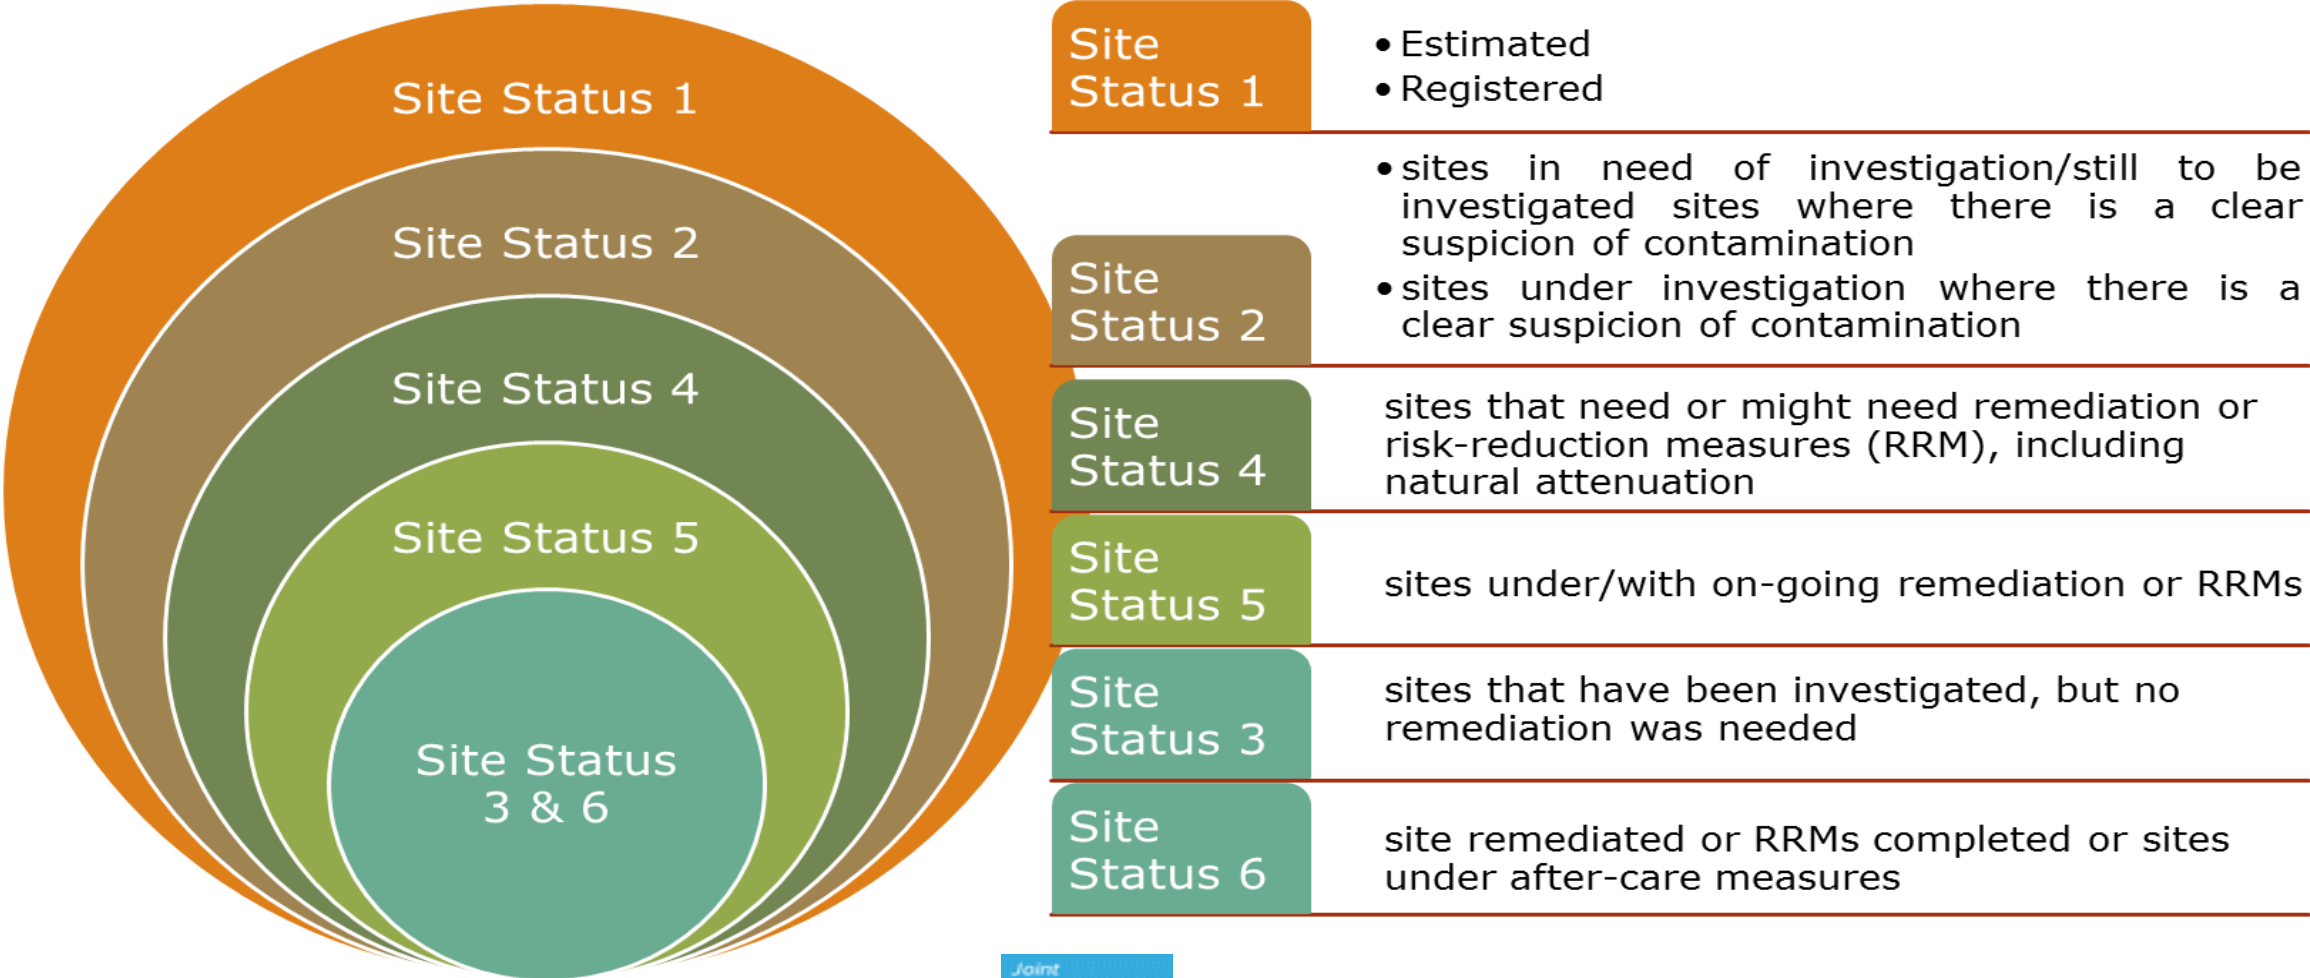 Site Status 1
Site Status 2
Site Status 4
Site Status 5
Site Status
3 & 6
Site
Status 1
• Estimated
• Registered
Site
Status 2
• sites in need of investigation/still to be
investigated sites where there is a clear
suspicion of contamination
• sites under investigation where there is a
clear suspicion of contamination
Site
Status 4
sites that need or might need remediation or
risk-reduction measures (RRM), including
natural attenuation
Site
Status 5
sites under/with on-going remediation or RRMs
Site
Status 3
sites that have been investigated, but no
remediation was needed
Site
Status 6
site remediated or RRMs completed or sites
under after-care measures
Joint